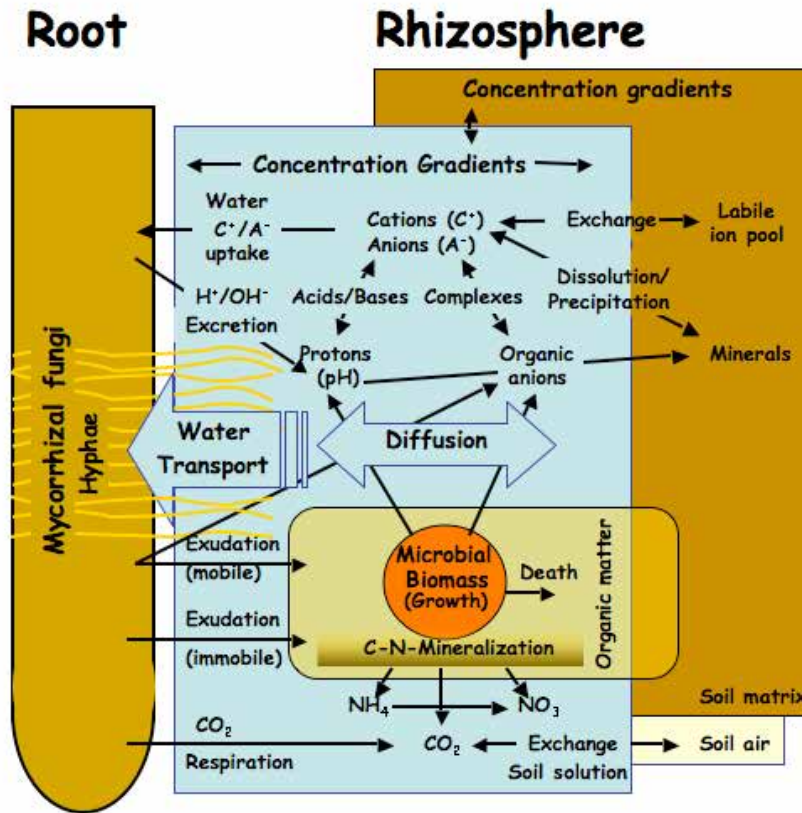 Root
Rhizosphere
Concentration gradients
Concentration Gradients
Water
C⁺/A⁻
uptake
Cations (C⁺)
Anions (A⁻)
Exchange
Labile
ion pool
Dissolution/
Precipitation
H⁺/OH⁻
Excretion
Acids/Bases
Complexes
Protons
(pH)
Organic
anions
Minerals
Mycorrhizal fungi
Hyphae
Water
Transport
Diffusion
Exudation
(mobile)
Microbial
Biomass
(Growth)
Death
Organic matter
Exudation
(immobile)
C-N-Mineralization
NH₄
NO₃
Soil matrix
CO₂
Respiration
CO₂
Exchange
Soil air
Soil solution